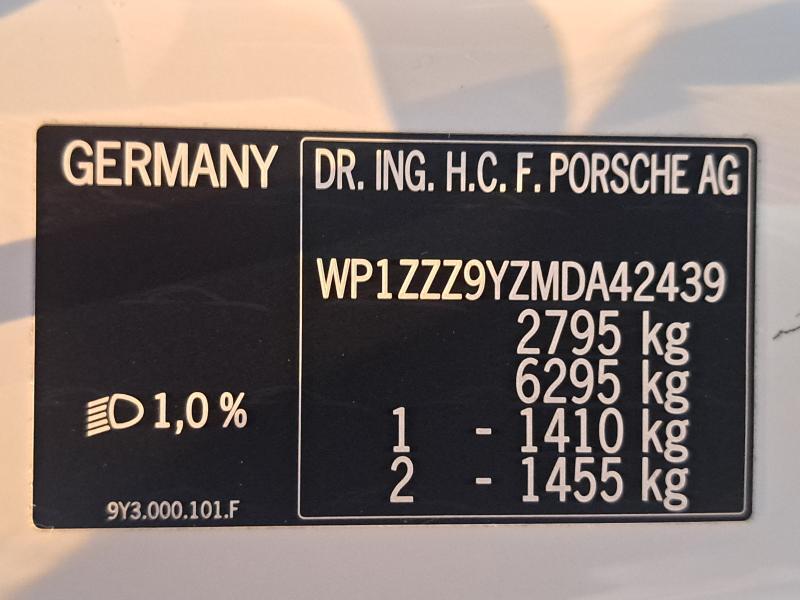 GERMANY
DR. ING. H.C. F. PORSCHE AG
WP1ZZZ9YZMDA42439
2795 kg
6295 kg
1 - 1410 kg
2 - 1455 kg
1,0 %
9Y3.000.101.F